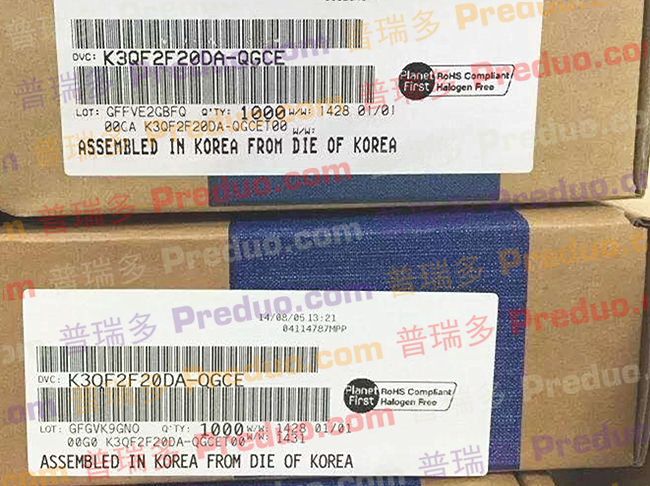 DVC: K3QF2F20DA-QGCE
Planet First RoHS Compliant
Halogen Free
LOT: GFFVE2GBFQ Q'TY: 1000 W/W: 1428 01/01
00CA K3QF2F20DA-QGCET00 W/W:
ASSEMBLED IN KOREA FROM DIE OF KOREA
普瑞多 Preduo.com
14/08/05 13:21
04114787MPP
DVC: K3QF2F20DA-QGCE
Planet First RoHS Compliant
Halogen Free
LOT: GFGVK9GNO Q'TY: 1000 W/W: 1428 01/01
00G0 K3QF2F20DA-QGCET00 W/W: 1431
ASSEMBLED IN KOREA FROM DIE OF KOREA